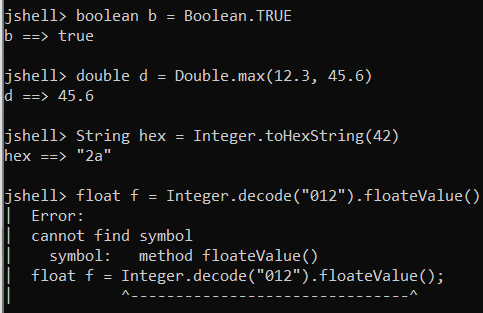 jshell> boolean b = Boolean.TRUE
b ==> true
jshell> double d = Double.max(12.3, 45.6)
d ==> 45.6
jshell> String hex = Integer.toHexString(42)
hex ==> "2a"
jshell> float f = Integer.decode("012").floateValue()
|  Error:
|  cannot find symbol
|    symbol:   method floateValue()
|  float f = Integer.decode("012").floateValue();
|            ^-------------------------------^